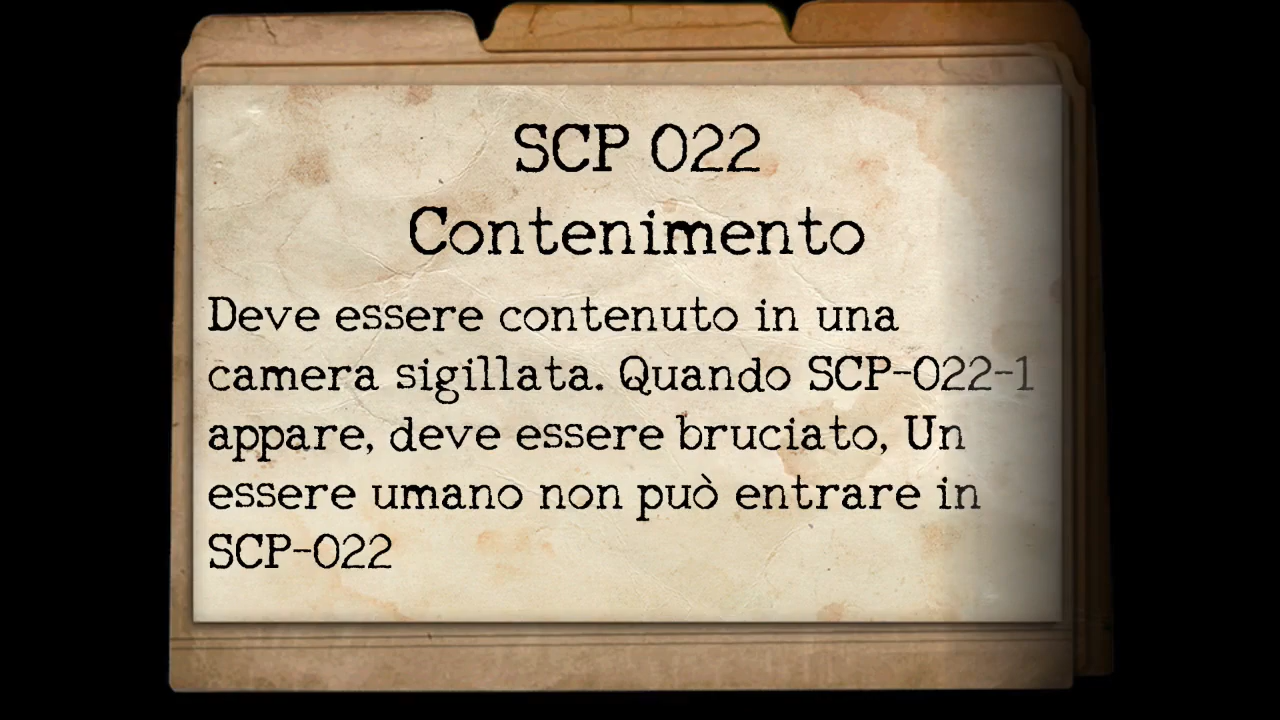 SCP 022
Contenimento
Deve essere contenuto in una
camera sigillata. Quando SCP-022-1
appare, deve essere bruciato, Un
essere umano non può entrare in
SCP-022